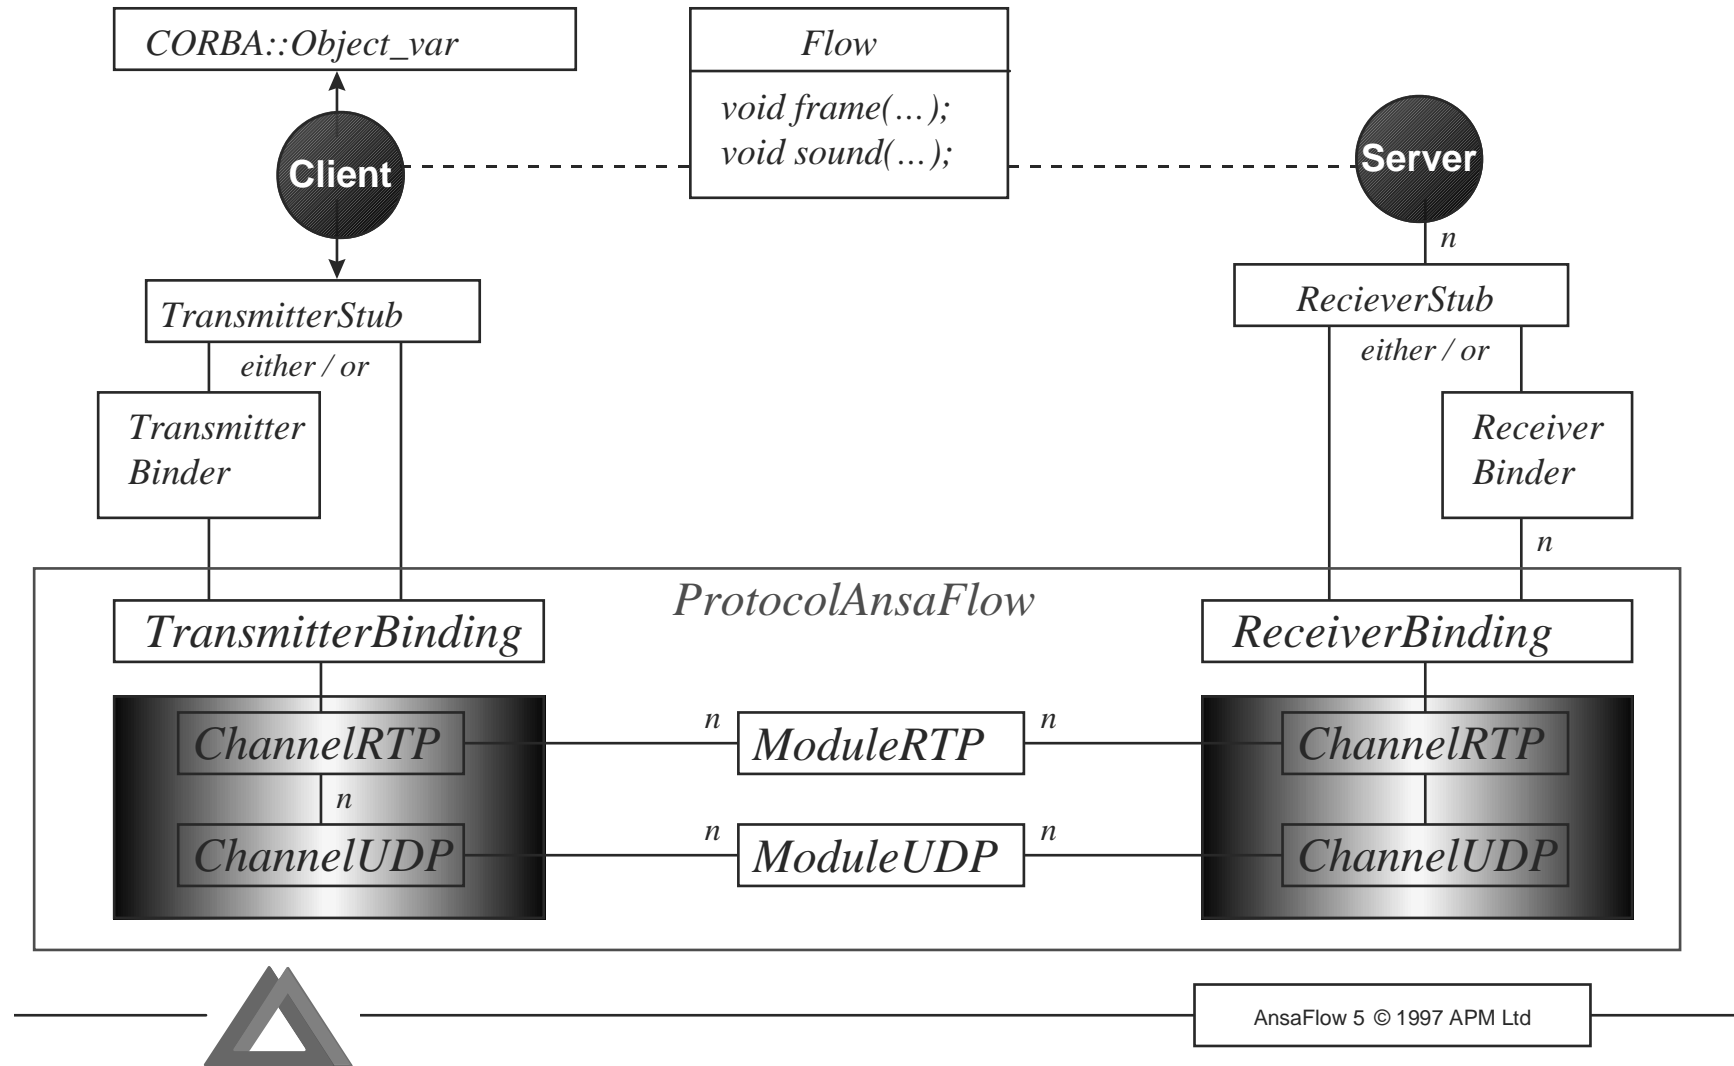 CORBA::Object_var
Flow
void frame(...);
void sound(...);
Client
Server
n
TransmitterStub
either / or
RecieverStub
either / or
Transmitter
Binder
Receiver
Binder
n
ProtocolAnsaFlow
TransmitterBinding
ReceiverBinding
ChannelRTP
n
ModuleRTP
n
ChannelRTP
n
ChannelUDP
n
ModuleUDP
n
ChannelUDP
AnsaFlow 5 © 1997 APM Ltd